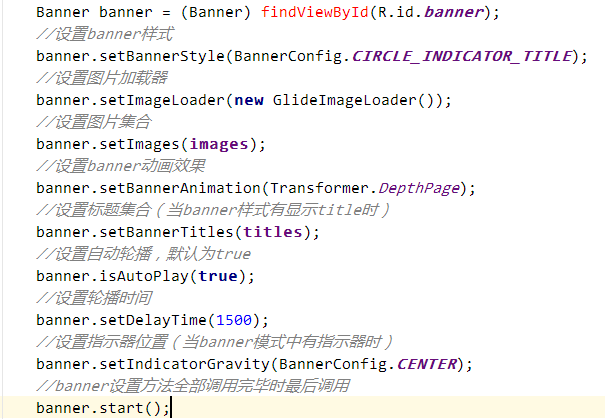 Banner banner = (Banner) findViewById(R.id.banner);
//设置banner样式
banner.setBannerStyle(BannerConfig.CIRCLE_INDICATOR_TITLE);
//设置图片加载器
banner.setImageLoader(new GlideImageLoader());
//设置图片集合
banner.setImages(images);
//设置banner动画效果
banner.setBannerAnimation(Transformer.DepthPage);
//设置标题集合（当banner样式有显示title时）
banner.setBannerTitles(titles);
//设置自动轮播，默认为true
banner.isAutoPlay(true);
//设置轮播时间
banner.setDelayTime(1500);
//设置指示器位置（当banner模式中有指示器时）
banner.setIndicatorGravity(BannerConfig.CENTER);
//banner设置方法全部调用完毕时最后调用
banner.start();